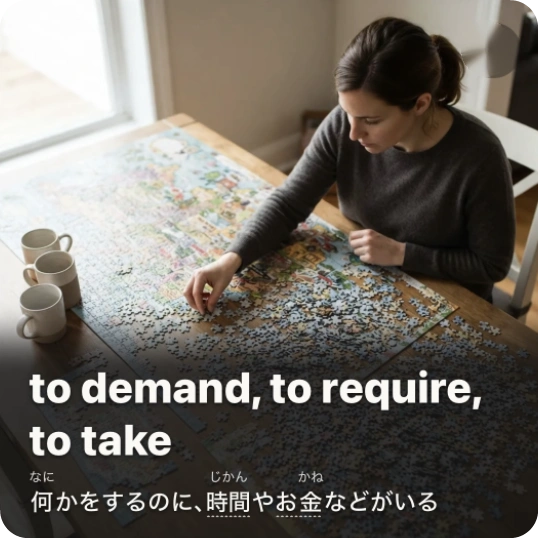 to demand, to require,
to take
なに じかん かね
何かをするのに、時間やお金などがいる